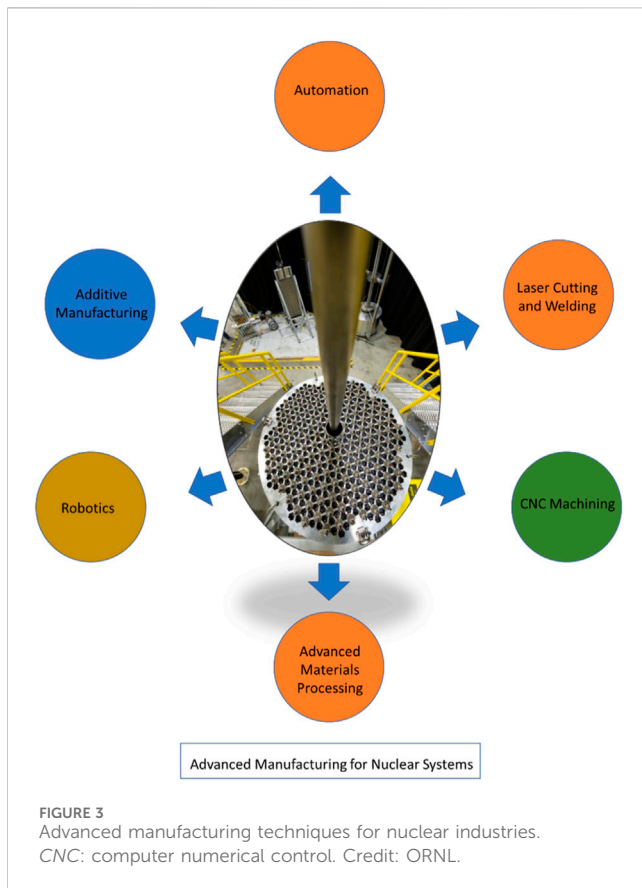 Automation
Additive
Manufacturing
Laser Cutting
and Welding
Robotics
CNC Machining
Advanced
Materials
Processing
Advanced Manufacturing for Nuclear Systems
FIGURE 3
Advanced manufacturing techniques for nuclear industries.
CNC: computer numerical control. Credit: ORNL.